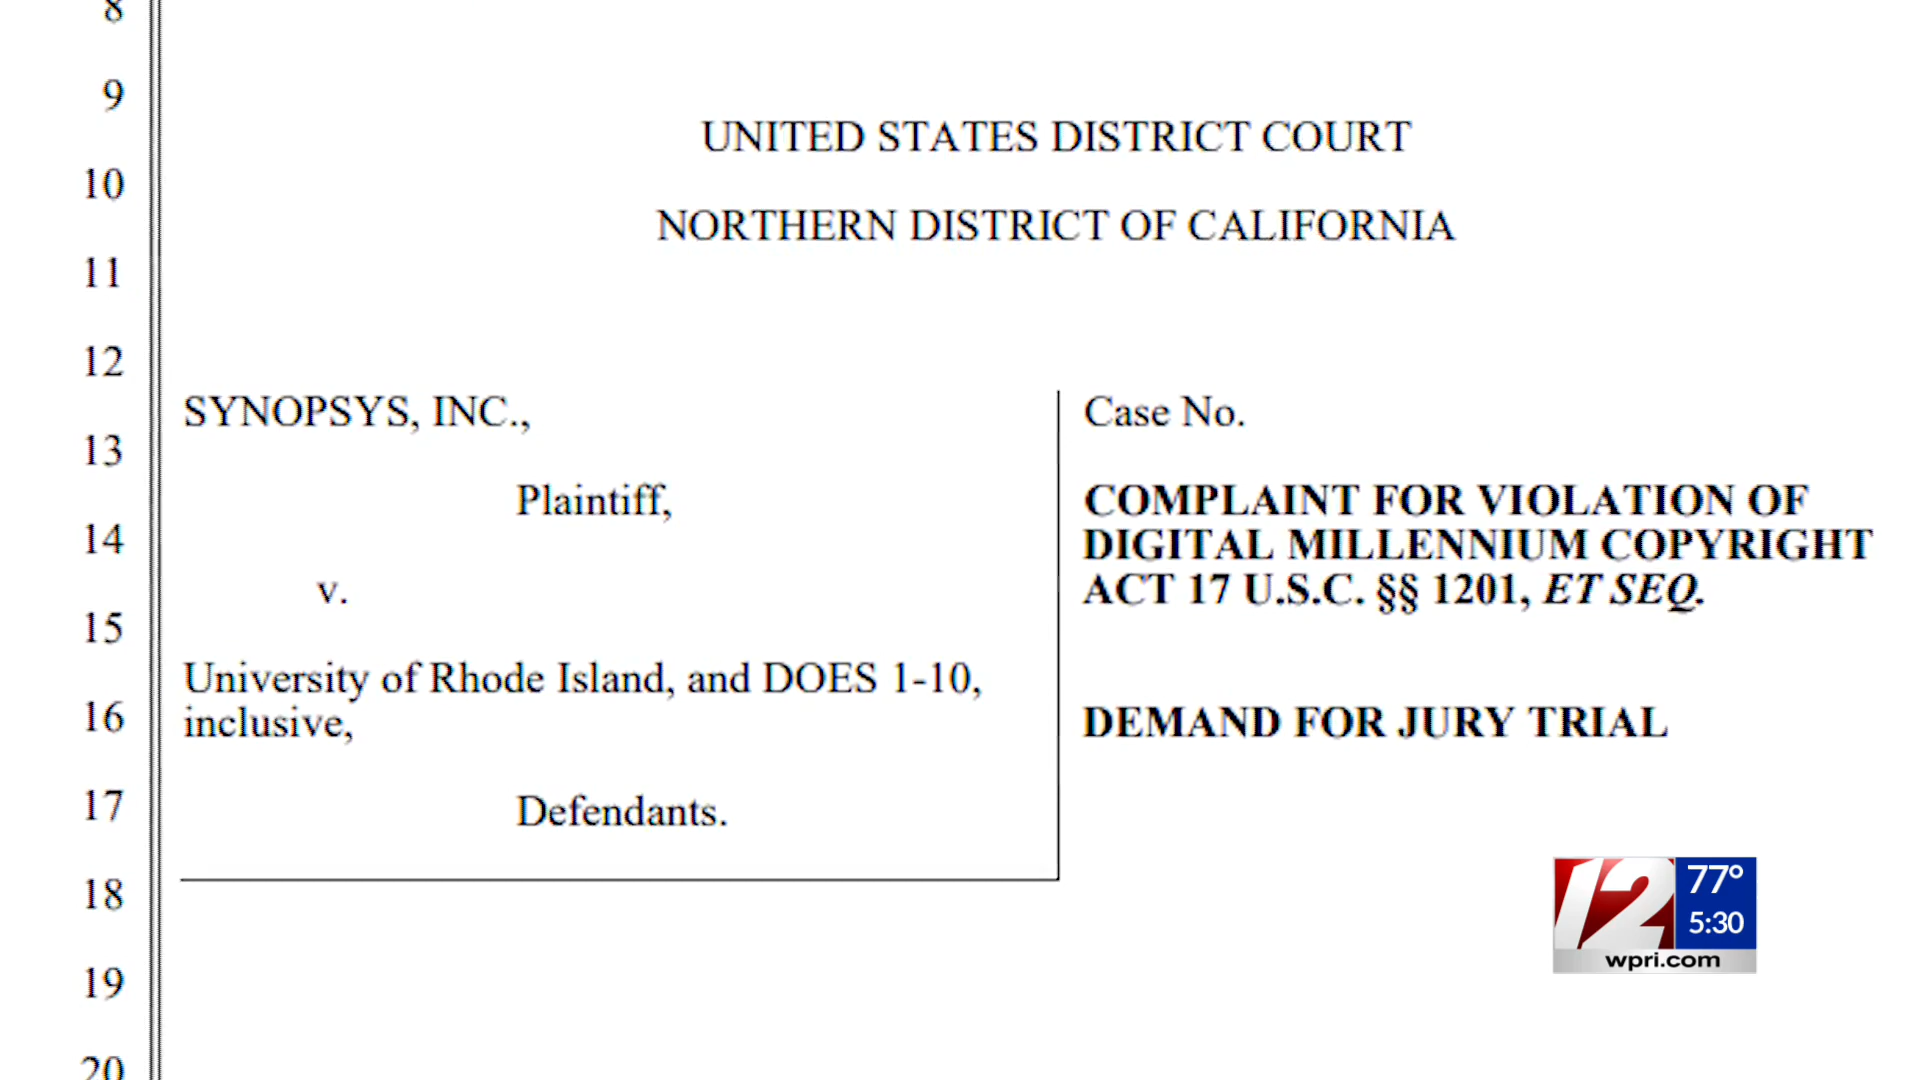 8
9
UNITED STATES DISTRICT COURT
10
NORTHERN DISTRICT OF CALIFORNIA
11
12
SYNOPSYS, INC.,
Case No.
13
Plaintiff,
COMPLAINT FOR VIOLATION OF
14
DIGITAL MILLENNIUM COPYRIGHT
v.
ACT 17 U.S.C. §§ 1201, ET SEQ.
15
University of Rhode Island, and DOES 1-10,
16
inclusive,
DEMAND FOR JURY TRIAL
17
Defendants.
18
19
20
12
77°
5:30
wpri.com